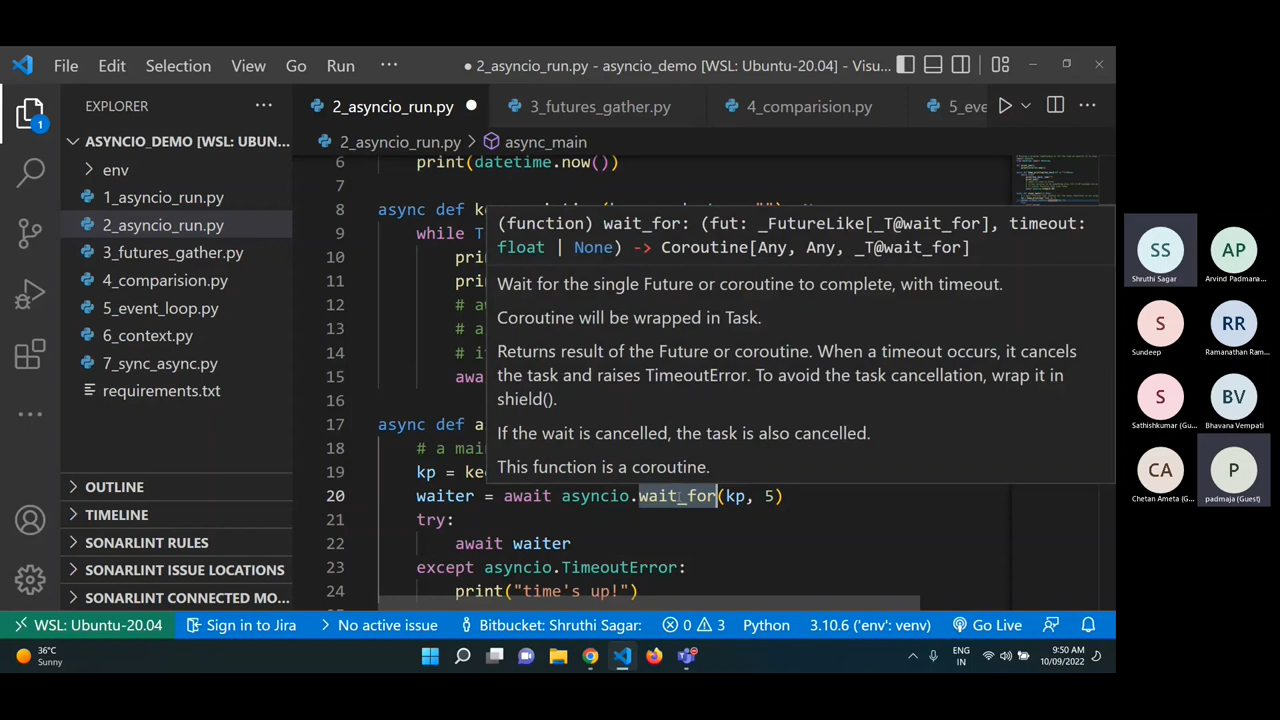 File Edit Selection View Go Run ···
● 2_asyncio_run.py - asyncio_demo [WSL: Ubuntu-20.04] - Visu...
EXPLORER ···
2_asyncio_run.py ●
3_futures_gather.py
4_comparision.py
5_eve
ASYNCIO_DEMO [WSL: UBUN...
2_asyncio_run.py > async_main
1
env
1_asyncio_run.py
2_asyncio_run.py
3_futures_gather.py
4_comparision.py
5_event_loop.py
6_context.py
7_sync_async.py
requirements.txt
OUTLINE
TIMELINE
SONARLINT RULES
SONARLINT ISSUE LOCATIONS
SONARLINT CONNECTED MO...
6 print(datetime.now())
7
8 async def ke
9 while T
10 prin
11 prin
12 # aw
13 # a
14 # i
15 awa
16
17 async def a
18 # a mai
19 kp = kee
20 waiter = await asyncio.wait_for(kp, 5)
21 try:
22 await waiter
23 except asyncio.TimeoutError:
24 print("time's up!")
(function) wait_for: (fut: _FutureLike[_T@wait_for], timeout:
float | None) -> Coroutine[Any, Any, _T@wait_for]
Wait for the single Future or coroutine to complete, with timeout.
Coroutine will be wrapped in Task.
Returns result of the Future or coroutine. When a timeout occurs, it cancels
the task and raises TimeoutError. To avoid the task cancellation, wrap it in
shield().
If the wait is cancelled, the task is also cancelled.
This function is a coroutine.
WSL: Ubuntu-20.04 Sign in to Jira No active issue Bitbucket: Shruthi Sagar: 0 3 Python 3.10.6 ('env': venv) Go Live
36°C
Sunny
ENG
IN
9:50 AM
10/09/2022
SS
Shruthi Sagar
AP
Arvind Padmana...
S
Sundeep
RR
Ramanathan Ram...
S
Sathishkumar (Gu...
BV
Bhavana Vempati
CA
Chetan Ameta (G...
P
padmaja (Guest)